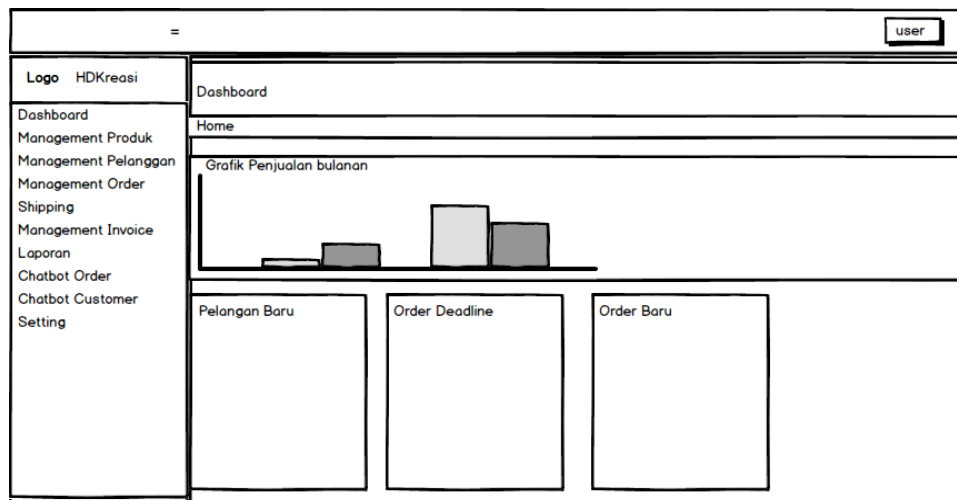 =
user
Logo HDKreasi
Dashboard
Management Produk
Management Pelanggan
Management Order
Shipping
Management Invoice
Laporan
Chatbot Order
Chatbot Customer
Setting
Dashboard
Home
Grafik Penjualan bulanan
Pelangan Baru
Order Deadline
Order Baru